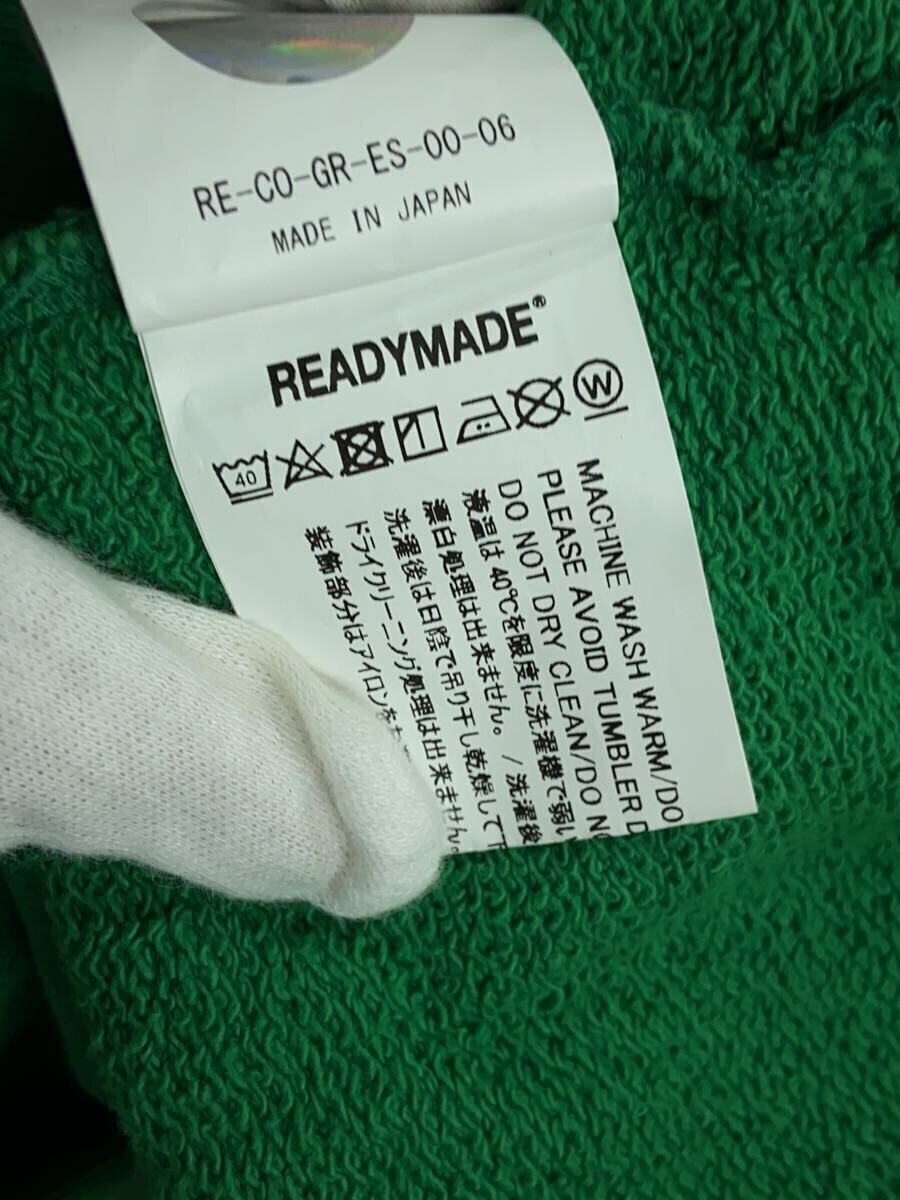 RE-CO-GR-ES-00-06
MADE IN JAPAN
READYMADE®
40 W
MACHINE WASH WARM/DO
PLEASE AVOID TUMBLER D
DO NOT DRY CLEAN/DO NO
液温は40℃を限度に洗濯機で弱い
漂白処理は出来ません。/洗濯後
洗濯後は日陰で吊り干し乾燥して下
ドライクリーニング処理は出来ません。
装飾部分はアイロンを